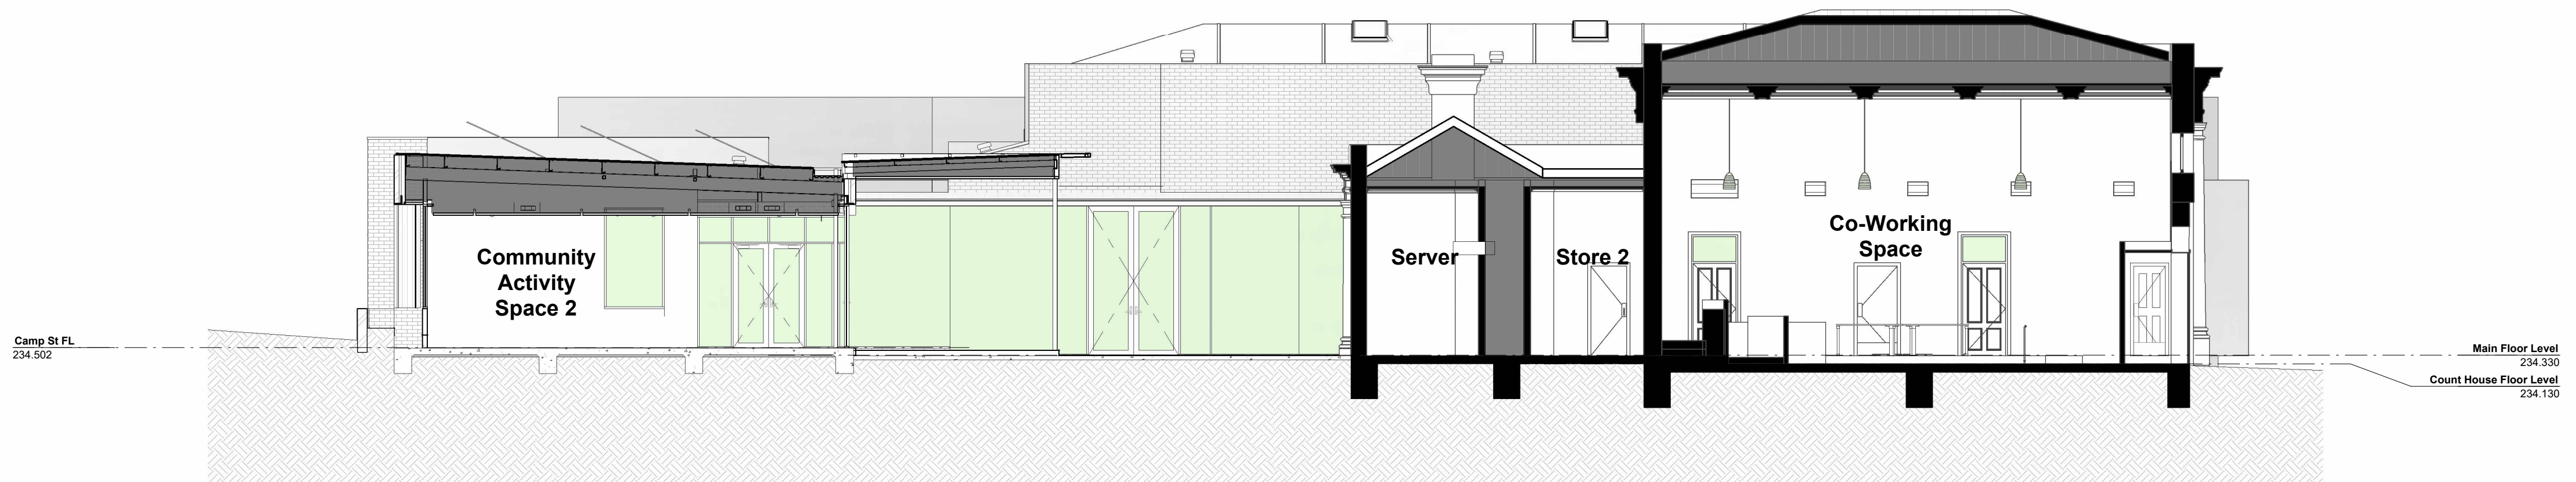 Community
Activity
Space 2
Server
Store 2
Co-Working
Space
Camp St FL
234.502
Main Floor Level
234.330
Count House Floor Level
234.130